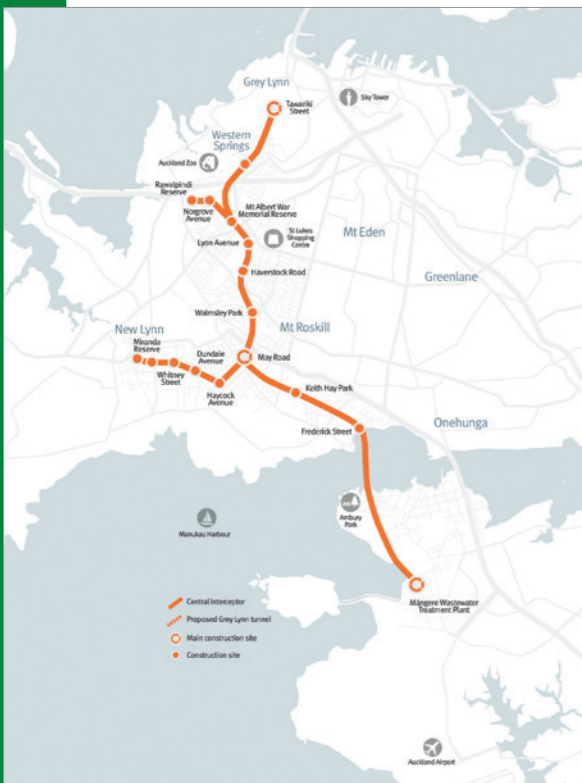 Grey Lynn
Tawariki
Street
Sky Tower
Western
Springs
Auckland Zoo
Rawalpindi
Reserve
Norgrove
Avenue
Mt Albert War
Memorial Reserve
Lyon Avenue
St Lukes
Shopping
Centre
Mt Eden
Haverstock Road
Greenlane
Walmsley Park
Mt Roskill
New Lynn
Miranda
Reserve
Dundale
Avenue
May Road
Whitney
Street
Haycock
Avenue
Keith Hay Park
Frederick Street
Onehunga
Ambury
Park
Manukau Harbour
Māngere Wastewater
Treatment Plant
Central Interceptor
Proposed Grey Lynn tunnel
Main construction site
Construction site
Auckland Airport